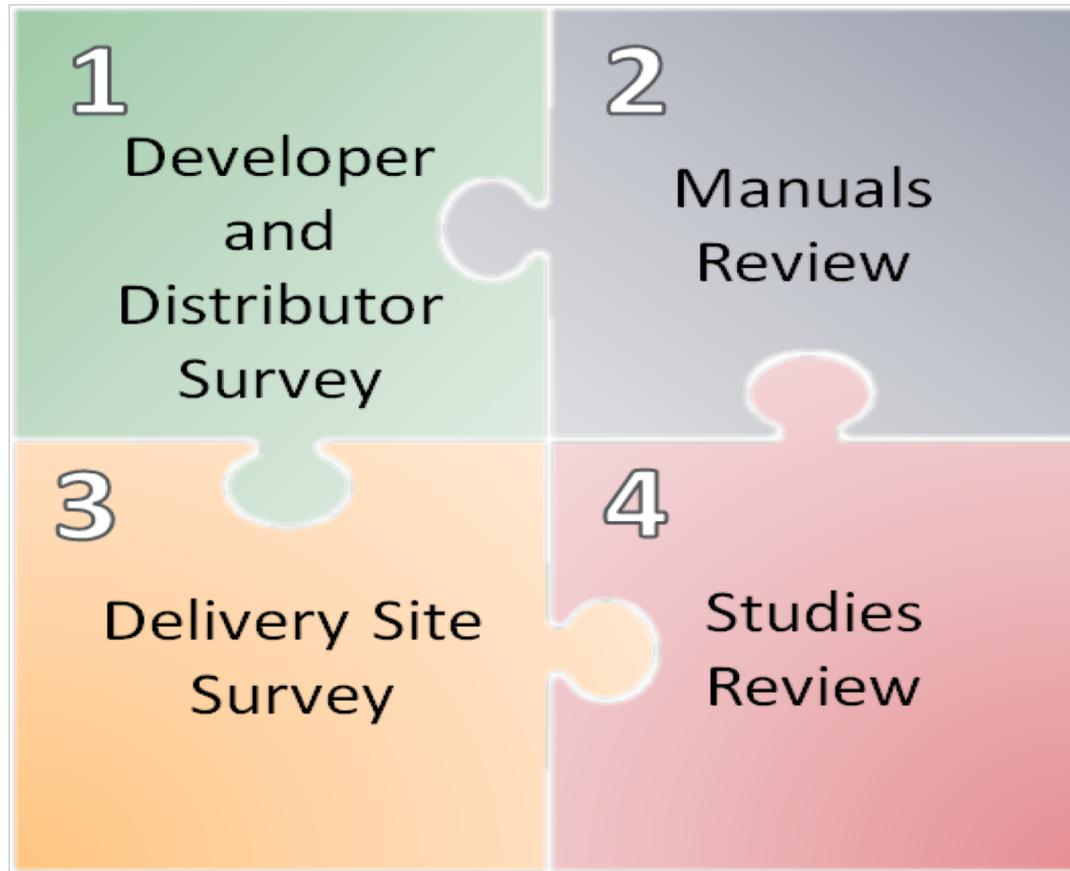 1
Developer
and
Distributor
Survey
2
Manuals
Review
3
Delivery Site
Survey
4
Studies
Review